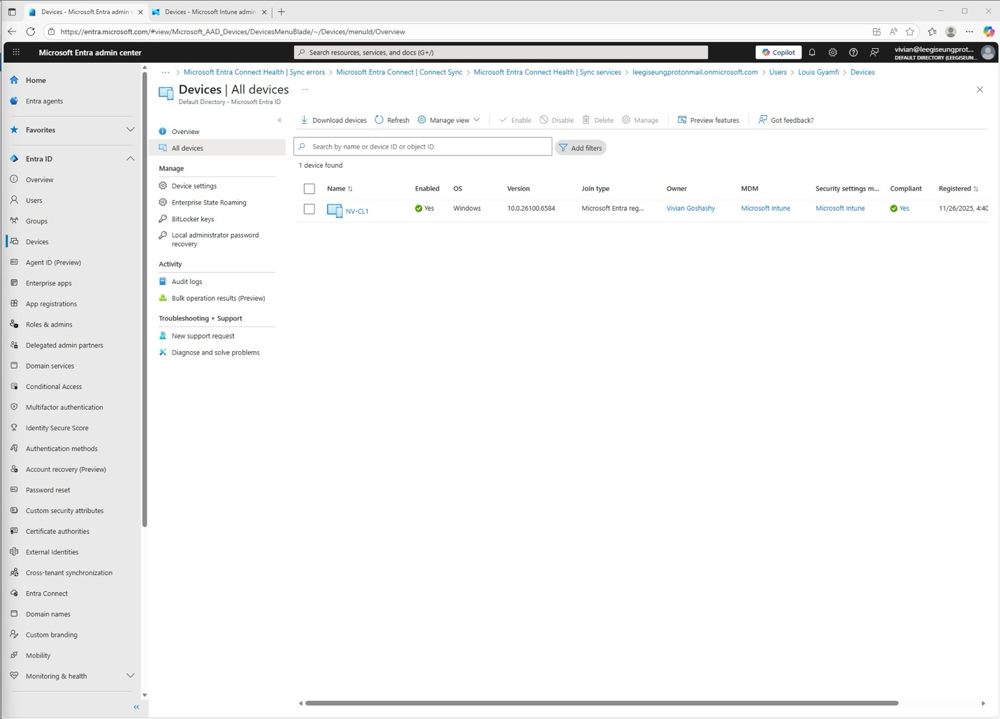 Devices - Microsoft Entra admin c
Devices - Microsoft Intune admin
https://entra.microsoft.com/#view/Microsoft_AAD_Devices/DevicesMenuBlade/~/Devices/menuId/Overview
Microsoft Entra admin center
Search resources, services, and docs (G+/)
Copilot
vivian@leegiseungprot...
DEFAULT DIRECTORY (LEEGISEUN...
... > Microsoft Entra Connect Health | Sync errors > Microsoft Entra Connect | Connect Sync > Microsoft Entra Connect Health | Sync services > leegiseungprotonmail.onmicrosoft.com > Users > Louis Gyamfi > Devices
Devices | All devices ...
Default Directory - Microsoft Entra ID
Home
Entra agents
Favorites
Entra ID
Overview
Users
Groups
Devices
Agent ID (Preview)
Enterprise apps
App registrations
Roles & admins
Delegated admin partners
Domain services
Conditional Access
Multifactor authentication
Identity Secure Score
Authentication methods
Account recovery (Preview)
Password reset
Custom security attributes
Certificate authorities
External Identities
Cross-tenant synchronization
Entra Connect
Domain names
Custom branding
Mobility
Monitoring & health
Overview
All devices
Manage
Device settings
Enterprise State Roaming
BitLocker keys
Local administrator password
recovery
Activity
Audit logs
Bulk operation results (Preview)
Troubleshooting + Support
New support request
Diagnose and solve problems
Download devices Refresh Manage view Enable Disable Delete Manage Preview features Got feedback?
Search by name or device ID or object ID
Add filters
1 device found
Name Enabled OS Version Join type Owner MDM Security settings m... Compliant Registered
NV-CL1 Yes Windows 10.0.26100.6584 Microsoft Entra reg... Vivian Goshashy Microsoft Intune Microsoft Intune Yes 11/26/2025, 4:40